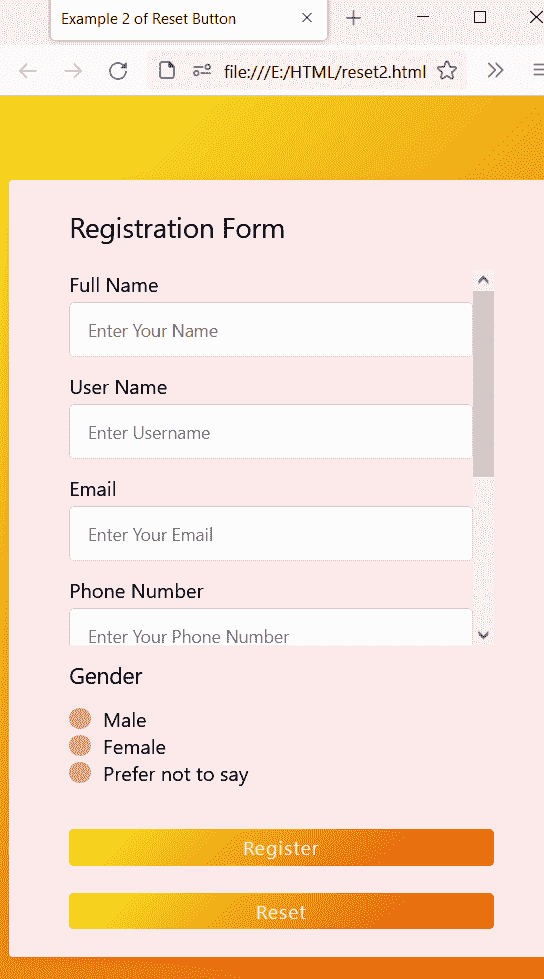 Example 2 of Reset Button
file:///E:/HTML/reset2.html
Registration Form
Full Name
Enter Your Name
User Name
Enter Username
Email
Enter Your Email
Phone Number
Enter Your Phone Number
Gender
Male
Female
Prefer not to say
Register
Reset